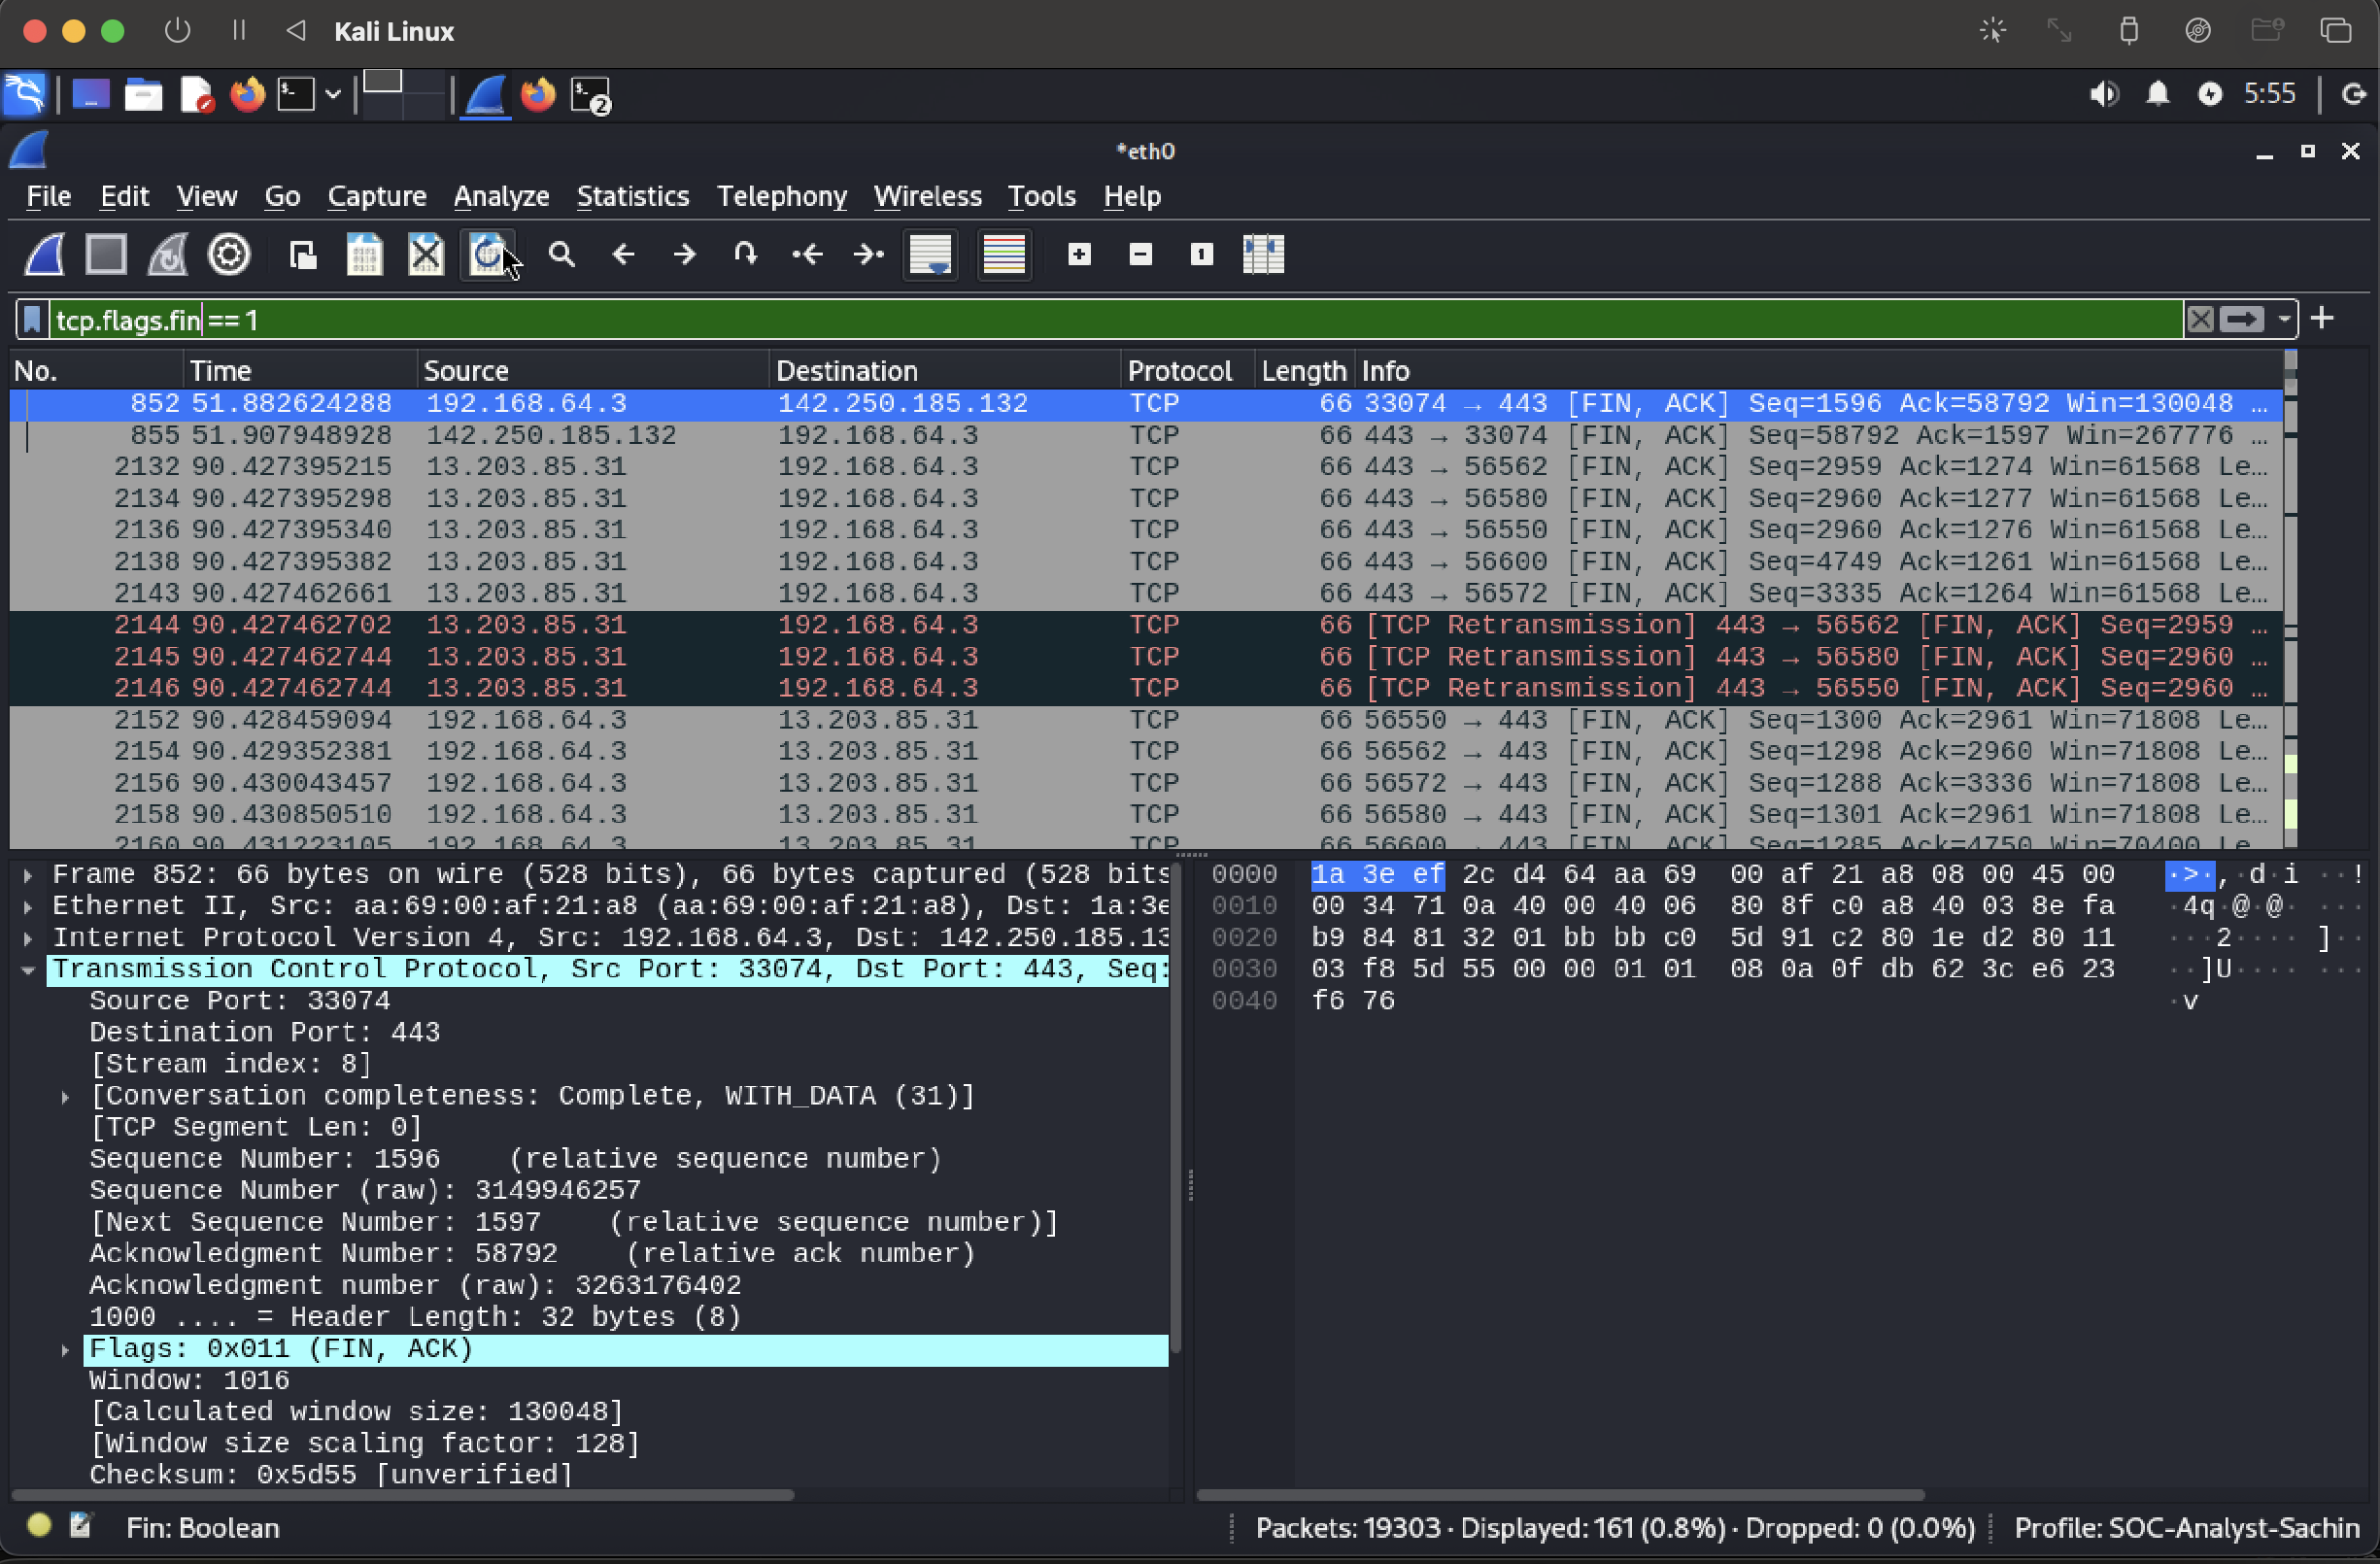 Kali Linux
2
5:55
*eth0
File Edit View Go Capture Analyze Statistics Telephony Wireless Tools Help
tcp.flags.fin == 1
No. Time Source Destination Protocol Length Info
852 51.882624288 192.168.64.3 142.250.185.132 TCP 66 33074 → 443 [FIN, ACK] Seq=1596 Ack=58792 Win=130048 …
855 51.907948928 142.250.185.132 192.168.64.3 TCP 66 443 → 33074 [FIN, ACK] Seq=58792 Ack=1597 Win=267776 …
2132 90.427395215 13.203.85.31 192.168.64.3 TCP 66 443 → 56562 [FIN, ACK] Seq=2959 Ack=1274 Win=61568 Le…
2134 90.427395298 13.203.85.31 192.168.64.3 TCP 66 443 → 56580 [FIN, ACK] Seq=2960 Ack=1277 Win=61568 Le…
2136 90.427395340 13.203.85.31 192.168.64.3 TCP 66 443 → 56550 [FIN, ACK] Seq=2960 Ack=1276 Win=61568 Le…
2138 90.427395382 13.203.85.31 192.168.64.3 TCP 66 443 → 56600 [FIN, ACK] Seq=4749 Ack=1261 Win=61568 Le…
2143 90.427462661 13.203.85.31 192.168.64.3 TCP 66 443 → 56572 [FIN, ACK] Seq=3335 Ack=1264 Win=61568 Le…
2144 90.427462702 13.203.85.31 192.168.64.3 TCP 66 [TCP Retransmission] 443 → 56562 [FIN, ACK] Seq=2959 …
2145 90.427462744 13.203.85.31 192.168.64.3 TCP 66 [TCP Retransmission] 443 → 56580 [FIN, ACK] Seq=2960 …
2146 90.427462744 13.203.85.31 192.168.64.3 TCP 66 [TCP Retransmission] 443 → 56550 [FIN, ACK] Seq=2960 …
2152 90.428459094 192.168.64.3 13.203.85.31 TCP 66 56550 → 443 [FIN, ACK] Seq=1300 Ack=2961 Win=71808 Le…
2154 90.429352381 192.168.64.3 13.203.85.31 TCP 66 56562 → 443 [FIN, ACK] Seq=1298 Ack=2960 Win=71808 Le…
2156 90.430043457 192.168.64.3 13.203.85.31 TCP 66 56572 → 443 [FIN, ACK] Seq=1288 Ack=3336 Win=71808 Le…
2158 90.430850510 192.168.64.3 13.203.85.31 TCP 66 56580 → 443 [FIN, ACK] Seq=1301 Ack=2961 Win=71808 Le…
2160 90.431223105 192.168.64.3 13.203.85.31 TCP 66 56600 → 443 [FIN, ACK] Seq=1285 Ack=4750 Win=70400 Le…
Frame 852: 66 bytes on wire (528 bits), 66 bytes captured (528 bits
Ethernet II, Src: aa:69:00:af:21:a8 (aa:69:00:af:21:a8), Dst: 1a:3e
Internet Protocol Version 4, Src: 192.168.64.3, Dst: 142.250.185.13
Transmission Control Protocol, Src Port: 33074, Dst Port: 443, Seq:
Source Port: 33074
Destination Port: 443
[Stream index: 8]
[Conversation completeness: Complete, WITH_DATA (31)]
[TCP Segment Len: 0]
Sequence Number: 1596 (relative sequence number)
Sequence Number (raw): 3149946257
[Next Sequence Number: 1597 (relative sequence number)]
Acknowledgment Number: 58792 (relative ack number)
Acknowledgment number (raw): 3263176402
1000 .... = Header Length: 32 bytes (8)
Flags: 0x011 (FIN, ACK)
Window: 1016
[Calculated window size: 130048]
[Window size scaling factor: 128]
Checksum: 0x5d55 [unverified]
0000 1a 3e ef 2c d4 64 aa 69 00 af 21 a8 08 00 45 00 ·>·,·d·i ··!
0010 00 34 71 0a 40 00 40 06 80 8f c0 a8 40 03 8e fa ·4q·@·@· ···
0020 b9 84 81 32 01 bb bb c0 5d 91 c2 80 1e d2 80 11 ···2···· ]··
0030 03 f8 5d 55 00 00 01 01 08 0a 0f db 62 3c e6 23 ··]U···· ···
0040 f6 76 ·v
Fin: Boolean
Packets: 19303 · Displayed: 161 (0.8%) · Dropped: 0 (0.0%)
Profile: SOC-Analyst-Sachin